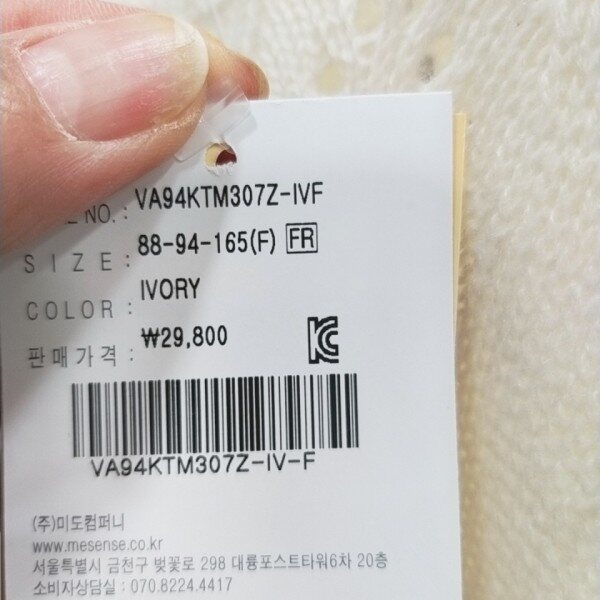 NO. : VA94KTM307Z-IVF
SIZE : 88-94-165(F) FR
COLOR : IVORY
판매가격 : ₩29,800
VA94KTM307Z-IV-F
(주)미도컴퍼니
www.mesense.co.kr
서울특별시 금천구 벚꽃로 298 대륭포스트타워6차 20층
소비자상담실 : 070.8224.4417